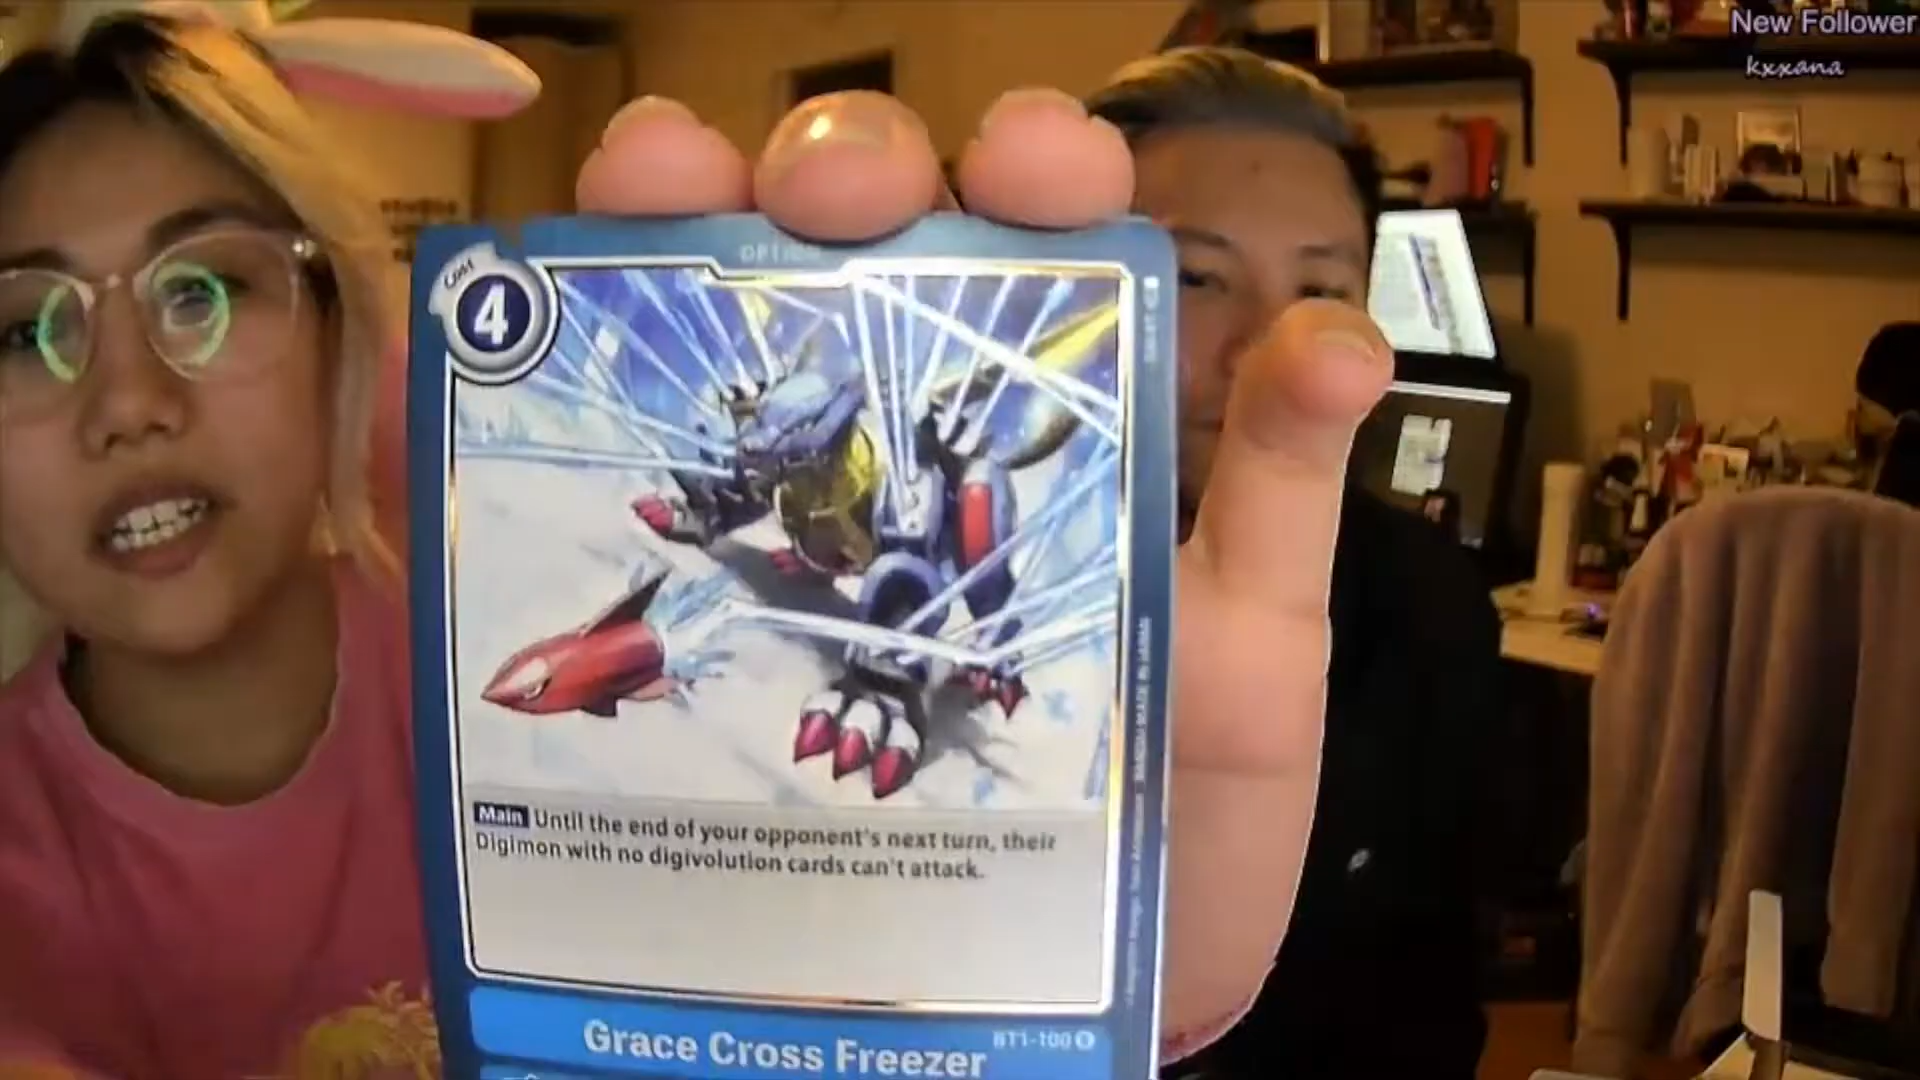 New Follower
kxxana
OPTION
Cost
4
Main Until the end of your opponent's next turn, their
Digimon with no digivolution cards can't attack.
BT1-100 R
Grace Cross Freezer